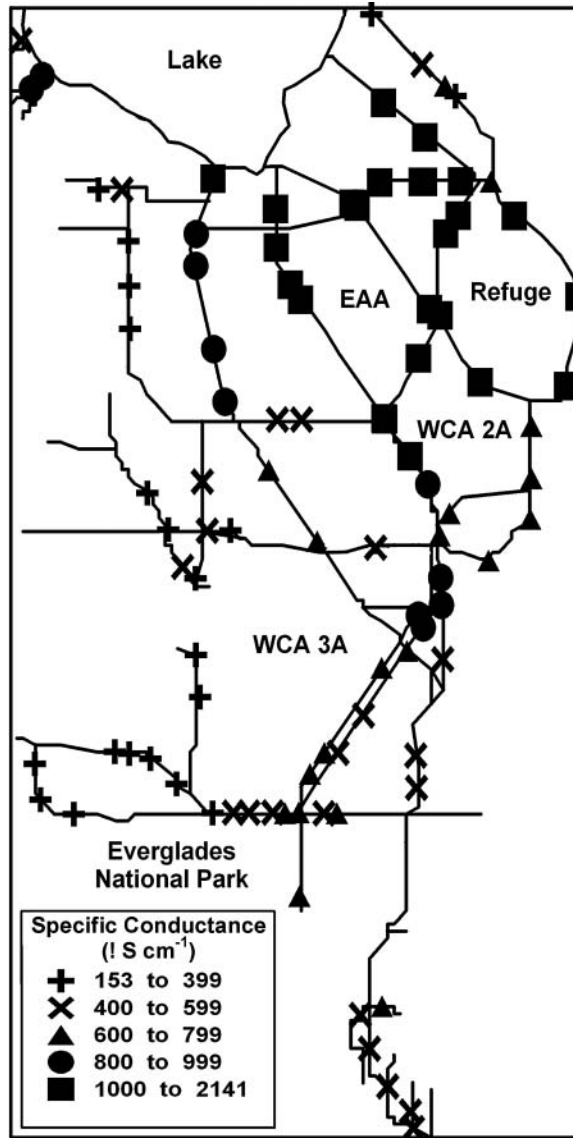 Lake
EAA
Refuge
WCA 2A
WCA 3A
Everglades
National Park
Specific Conductance
(! S cm-1)
153 to 399
400 to 599
600 to 799
800 to 999
1000 to 2141